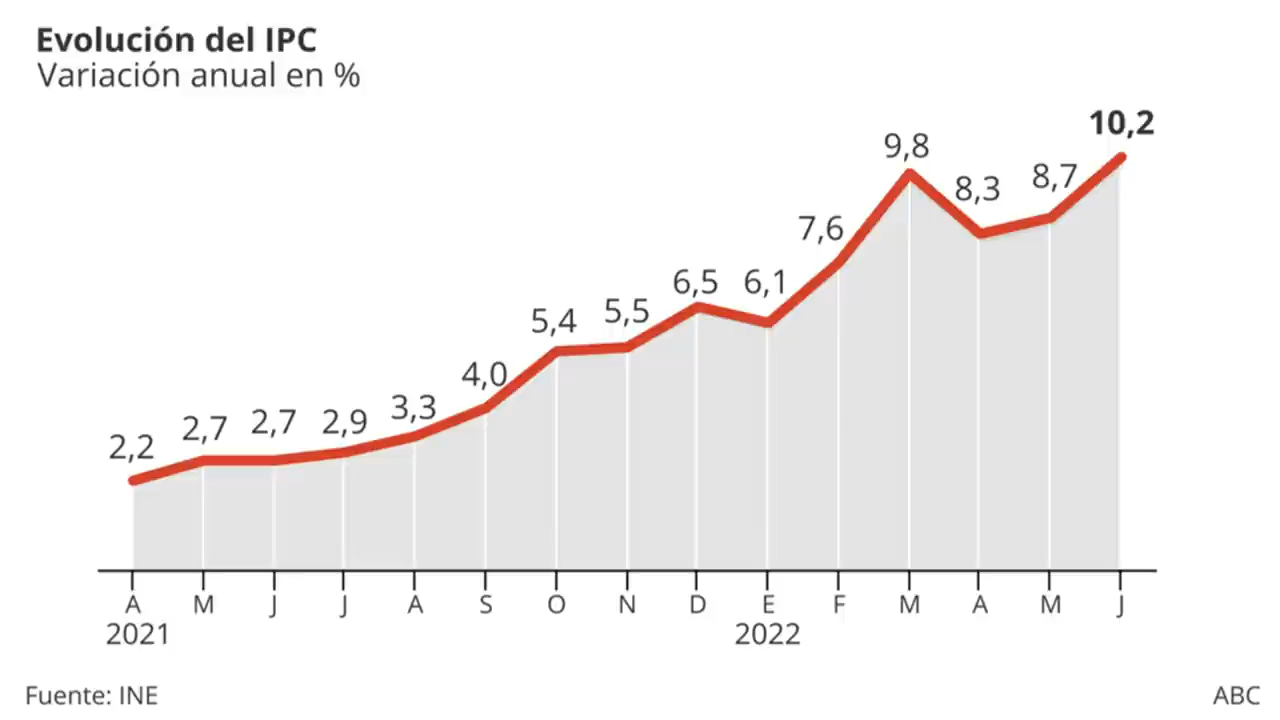 Evolución del IPC
Variación anual en %
2,2 2,7 2,7 2,9 3,3 4,0 5,4 5,5 6,5 6,1 7,6 9,8 8,3 8,7 10,2
A M J J A S O N D E F M A M J
2021 2022
Fuente: INE ABC